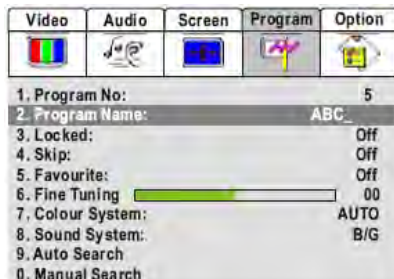 Video Audio Screen Program Option
1. Program No: 5
2. Program Name: ABC_
3. Locked: Off
4. Skip: Off
5. Favourite: Off
6. Fine Tuning 00
7. Colour System: AUTO
8. Sound System: B/G
9. Auto Search
0. Manual Search